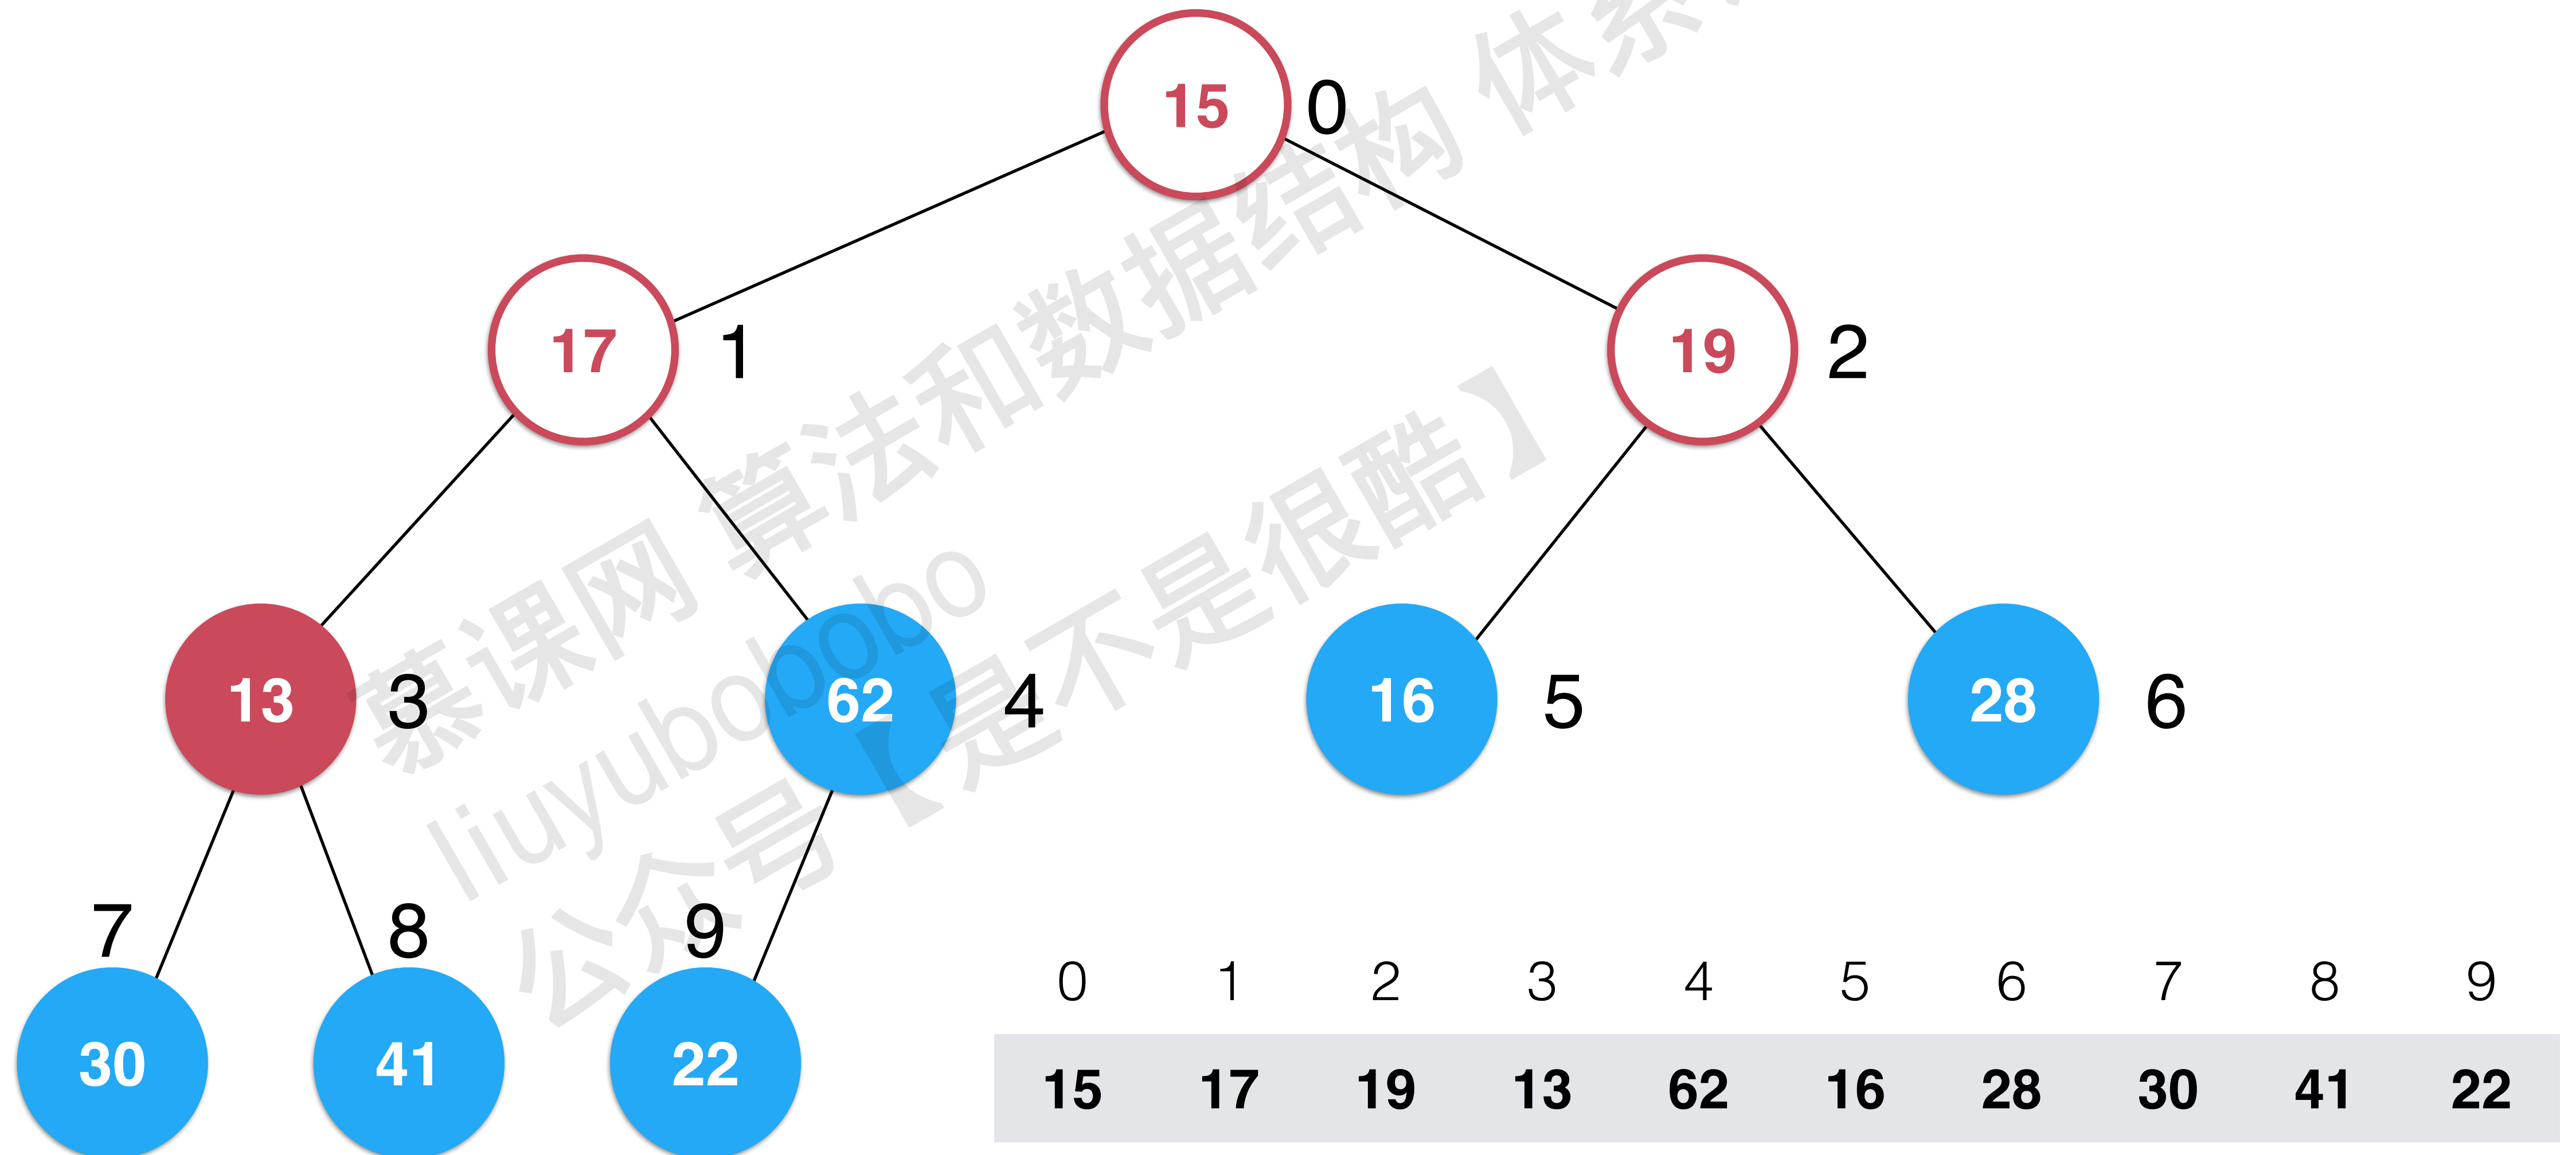 15 0
17 1 19 2
13 3 62 4 16 5 28 6
7 8 9
30 41 22
0 1 2 3 4 5 6 7 8 9
15 17 19 13 62 16 28 30 41 22
慕课网 算法和数据结构 体系
liuyubobobo
公众号【是不是很酷】